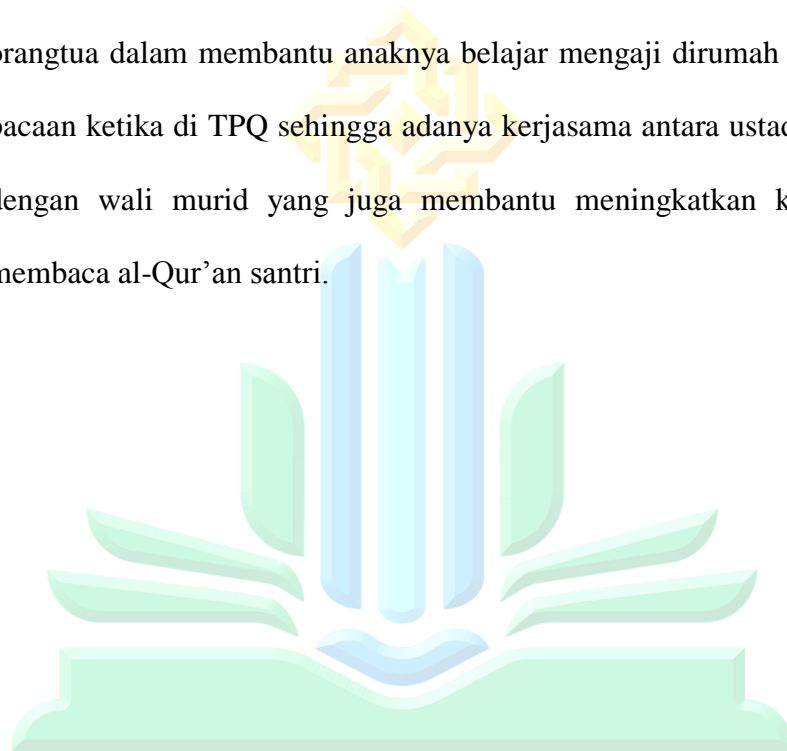 orangtua dalam membantu anaknya belajar mengaji dirumah
bacaan ketika di TPQ sehingga adanya kerjasama antara ustad
dengan wali murid yang juga membantu meningkatkan k
membaca al-Qur’an santri.